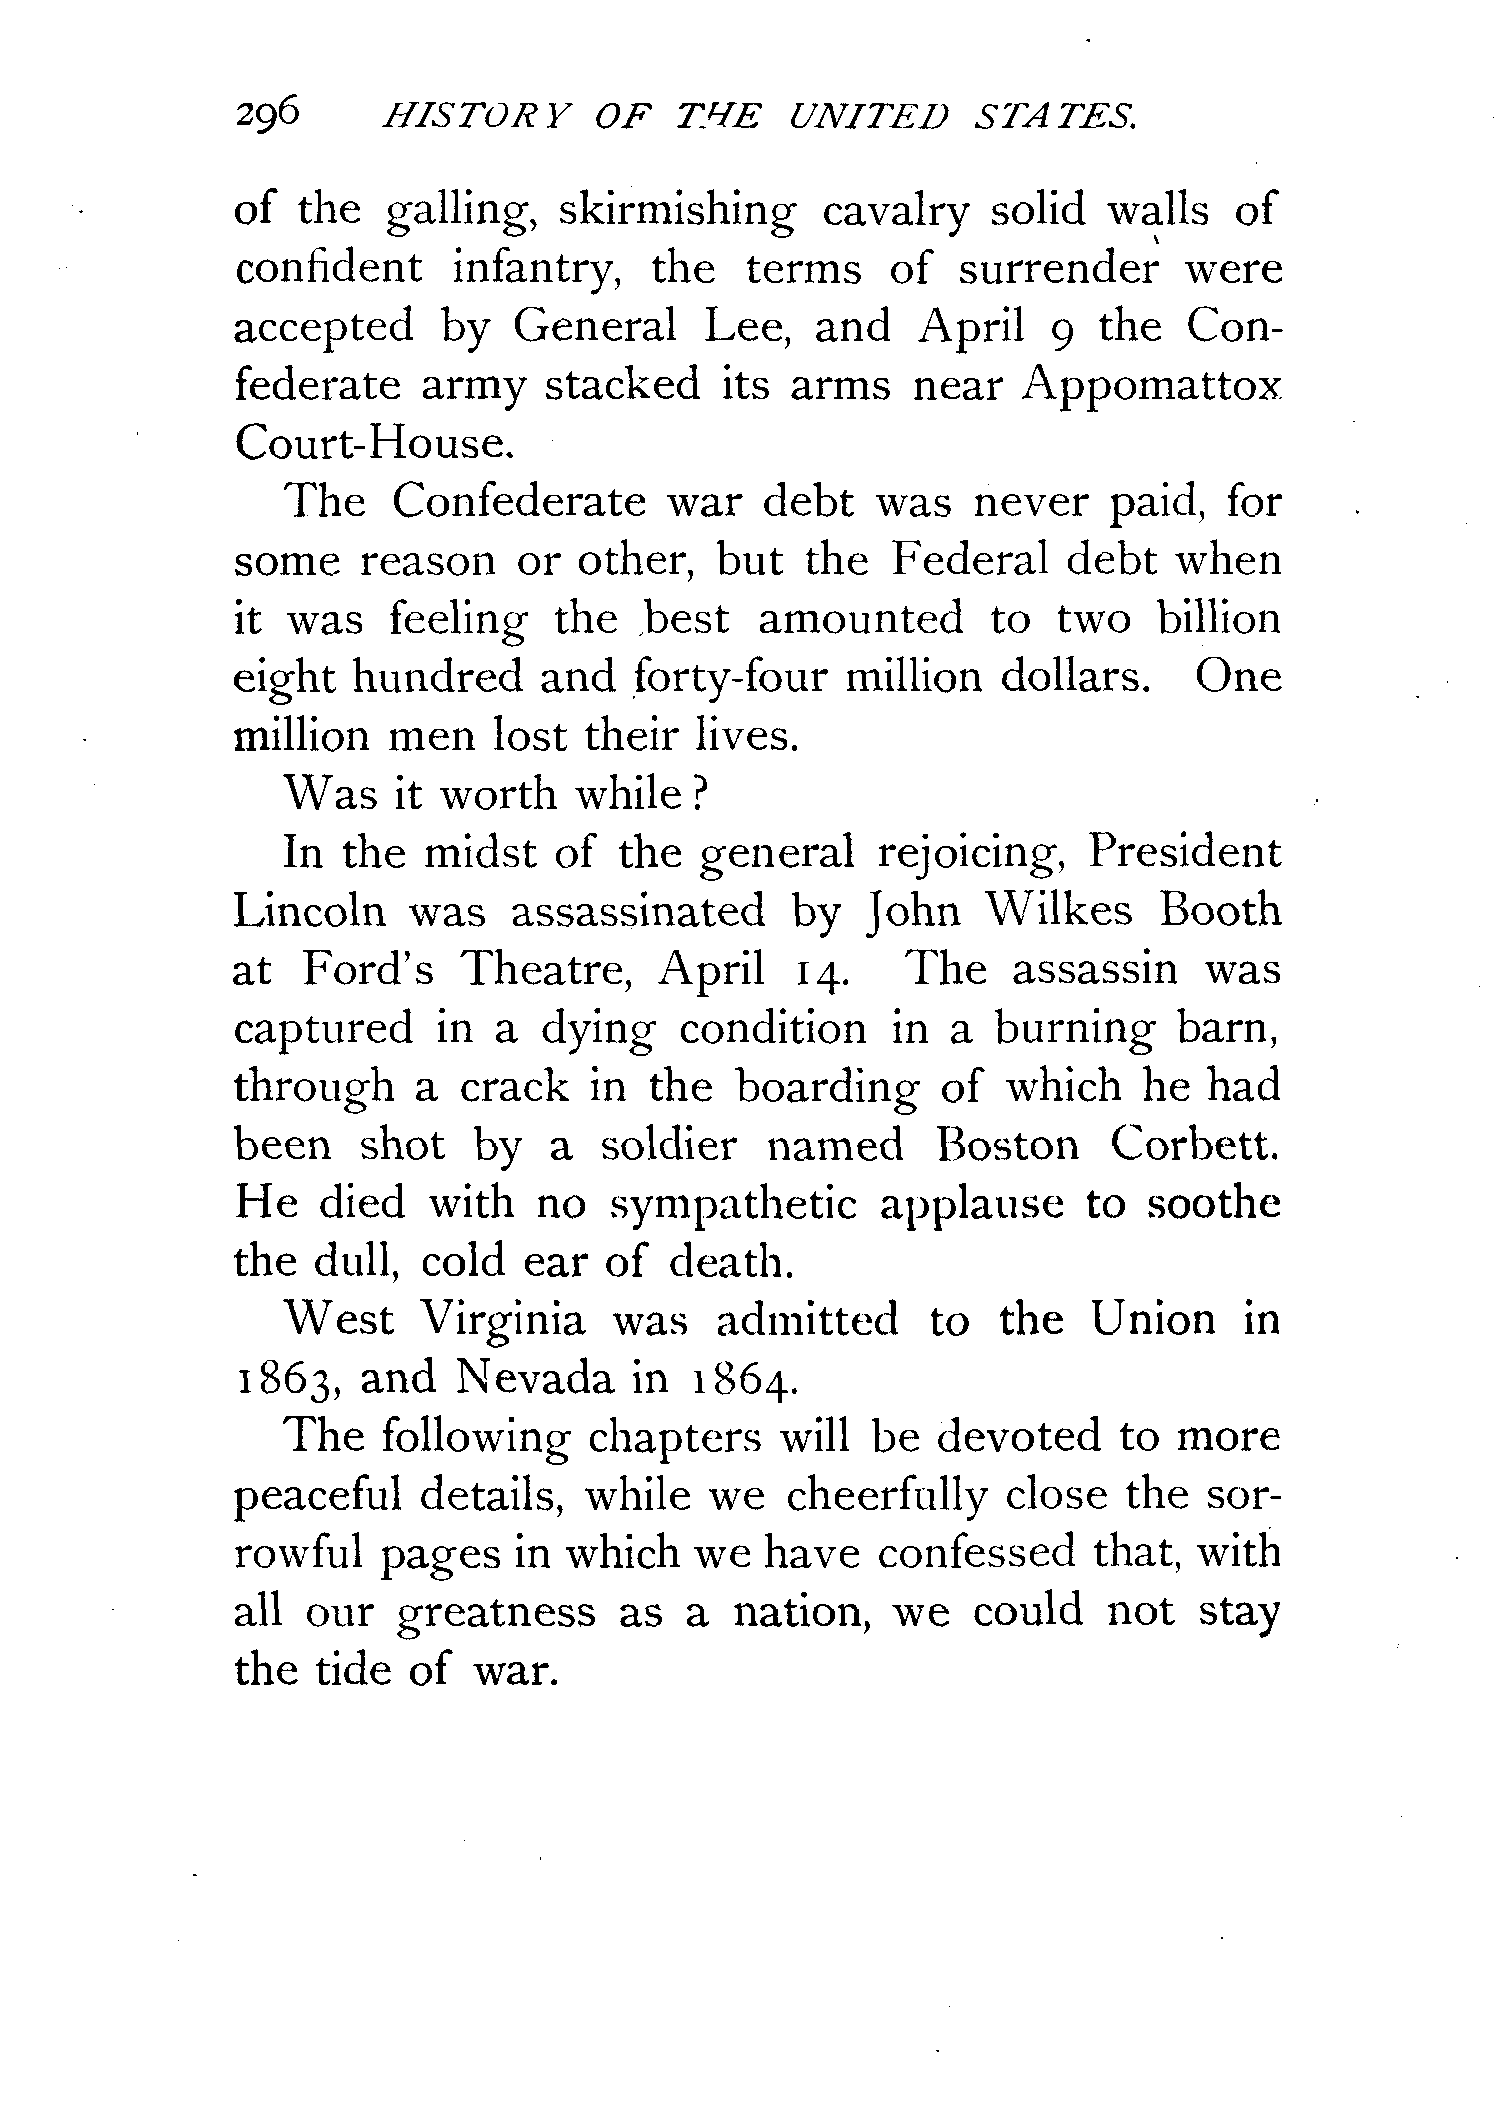 296 HISTORY OF THE UNITED STATES.
of the galling, skirmishing cavalry solid walls of
confident infantry, the terms of surrender were
accepted by General Lee, and April 9 the Con-
federate army stacked its arms near Appomattox
Court-House.
The Confederate war debt was never paid, for
some reason or other, but the Federal debt when
it was feeling the best amounted to two billion
eight hundred and forty-four million dollars. One
million men lost their lives.
Was it worth while?
In the midst of the general rejoicing, President
Lincoln was assassinated by John Wilkes Booth
at Ford's Theatre, April 14. The assassin was
captured in a dying condition in a burning barn,
through a crack in the boarding of which he had
been shot by a soldier named Boston Corbett.
He died with no sympathetic applause to soothe
the dull, cold ear of death.
West Virginia was admitted to the Union in
1863, and Nevada in 1864.
The following chapters will be devoted to more
peaceful details, while we cheerfully close the sor-
rowful pages in which we have confessed that, with
all our greatness as a nation, we could not stay
the tide of war.